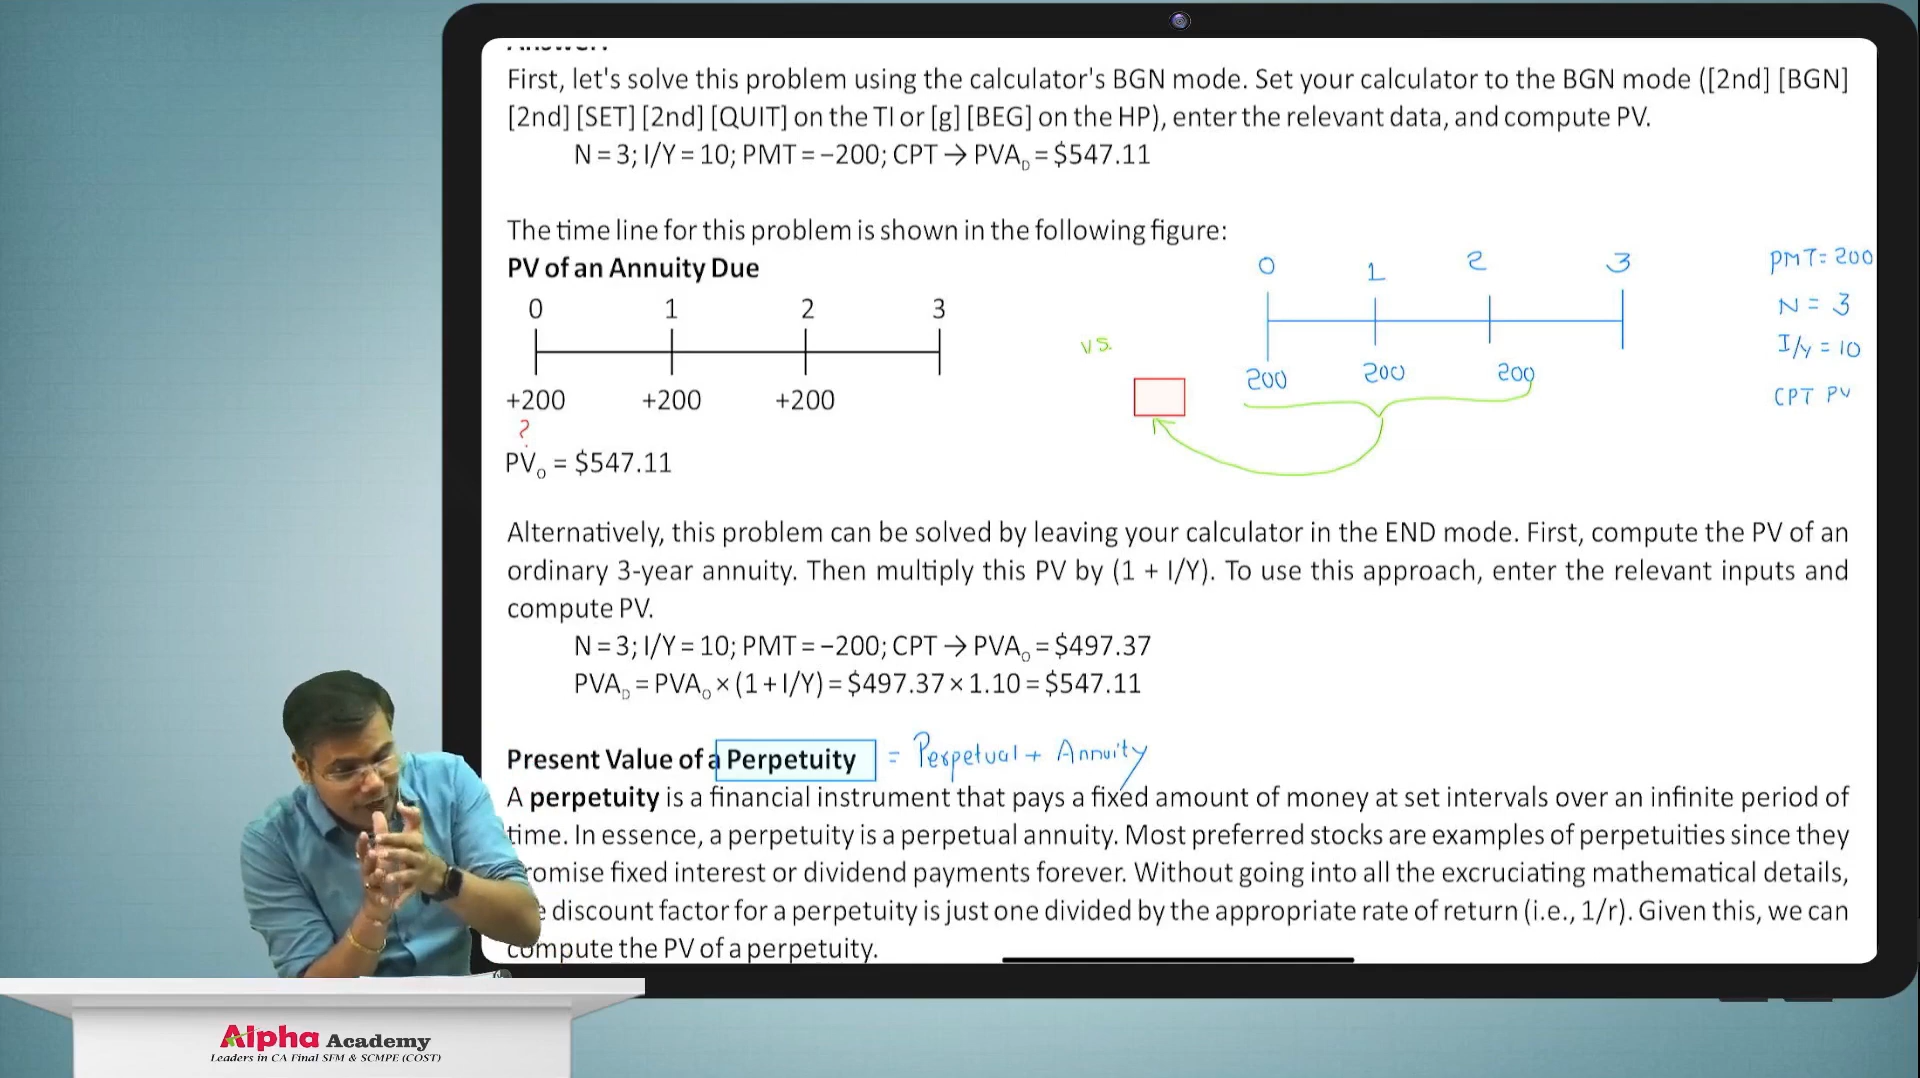 First, let's solve this problem using the calculator's BGN mode. Set your calculator to the BGN mode ([2nd] [BGN]
[2nd] [SET] [2nd] [QUIT] on the TI or [g] [BEG] on the HP), enter the relevant data, and compute PV.
N = 3; I/Y = 10; PMT = −200; CPT → PVA_D = $547.11
The time line for this problem is shown in the following figure:
PV of an Annuity Due
0 1 2 3
+200 +200 +200
?
PV_0 = $547.11
vs.
0 1 2 3
200 200 200
PMT = 200
N = 3
I/Y = 10
CPT PV
Alternatively, this problem can be solved by leaving your calculator in the END mode. First, compute the PV of an
ordinary 3-year annuity. Then multiply this PV by (1 + I/Y). To use this approach, enter the relevant inputs and
compute PV.
N = 3; I/Y = 10; PMT = −200; CPT → PVA_O = $497.37
PVA_D = PVA_O × (1 + I/Y) = $497.37 × 1.10 = $547.11
Present Value of a Perpetuity = Perpetual + Annuity
A perpetuity is a financial instrument that pays a fixed amount of money at set intervals over an infinite period of
time. In essence, a perpetuity is a perpetual annuity. Most preferred stocks are examples of perpetuities since they
romise fixed interest or dividend payments forever. Without going into all the excruciating mathematical details,
e discount factor for a perpetuity is just one divided by the appropriate rate of return (i.e., 1/r). Given this, we can
compute the PV of a perpetuity.
Alpha Academy
Leaders in CA Final SFM & SCMPE (COST)